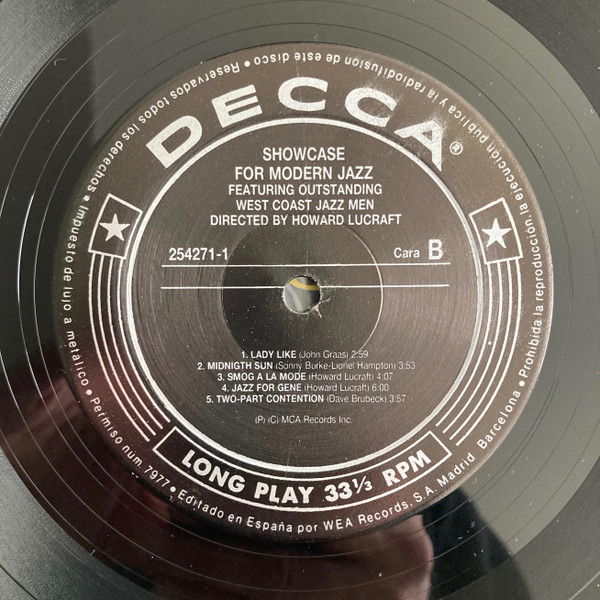 DECCA®
SHOWCASE
FOR MODERN JAZZ
FEATURING OUTSTANDING
WEST COAST JAZZ MEN
DIRECTED BY HOWARD LUCRAFT
254271-1
Cara B
1. LADY LIKE (John Graas) 2:59
2. MIDNIGTH SUN (Sonny Burke-Lionel Hampton) 3:53
3. SMOG A LA MODE (Howard Lucraft) 4:07
4. JAZZ FOR GENE (Howard Lucraft) 6:00
5. TWO-PART CONTENTION (Dave Brubeck) 3:57
(P) (C) MCA Records Inc.
LONG PLAY 33⅓ RPM
• Impuesto de lujo a metálico. • Permiso núm. 7977 • Editado en España por WEA Records, S.A. Madrid Barcelona • Prohibida la reproducción, la ejecución pública y la radiodifusion de este disco • Reservados todos los derechos